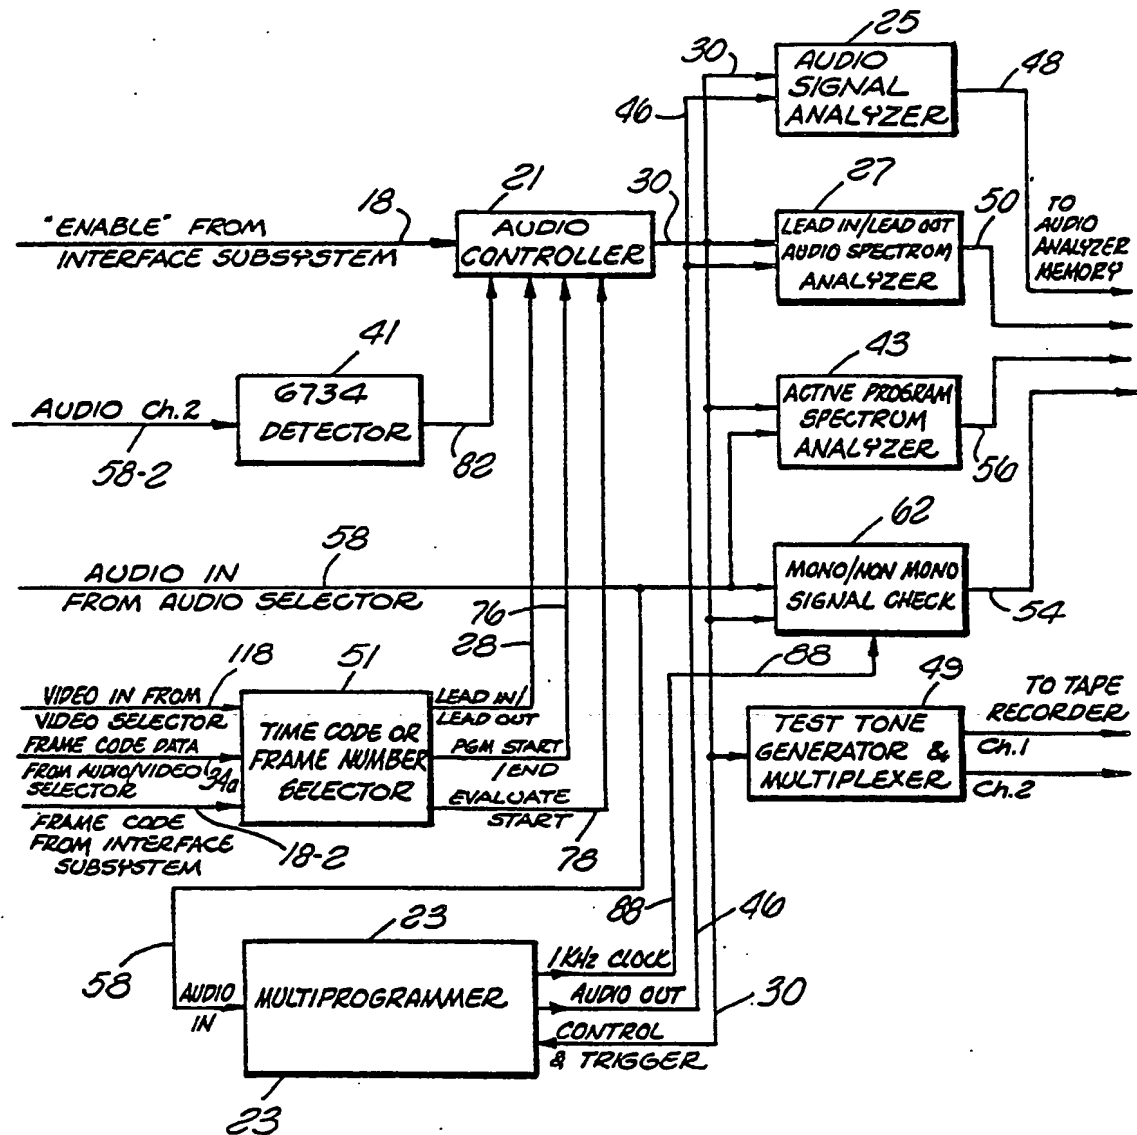 25
AUDIO
SIGNAL
ANALYZER
30
46
48
21
AUDIO
CONTROLLER
30
18
"ENABLE" FROM
INTERFACE SUBSYSTEM
27
LEAD IN/LEAD OUT
AUDIO SPECTROM
ANALYZER
50
TO
AUDIO
ANALYZER
MEMORY
41
6734
DETECTOR
AUDIO Ch.2
58-2
82
43
ACTIVE PROGRAM
SPECTRUM
ANALYZER
56
58
AUDIO IN
FROM AUDIO SELECTOR
76
28
62
MONO/NON MONO
SIGNAL CHECK
54
88
118
VIDEO IN FROM
VIDEO SELECTOR
FRAME CODE DATA
FROM AUDIO/VIDEO
SELECTOR
34a
FRAME CODE
FROM INTERFACE
SUBSYSTEM
18-2
51
TIME CODE OR
FRAME NUMBER
SELECTOR
LEAD IN/
LEAD OUT
PGM START
/END
EVALUATE
START
78
49
TEST TONE
GENERATOR &
MULTIPLEXER
TO TAPE
RECORDER
Ch.1
Ch.2
58
AUDIO
IN
23
MULTIPROGRAMMER
23
1 KHz CLOCK
AUDIO OUT
CONTROL
& TRIGGER
88
46
30